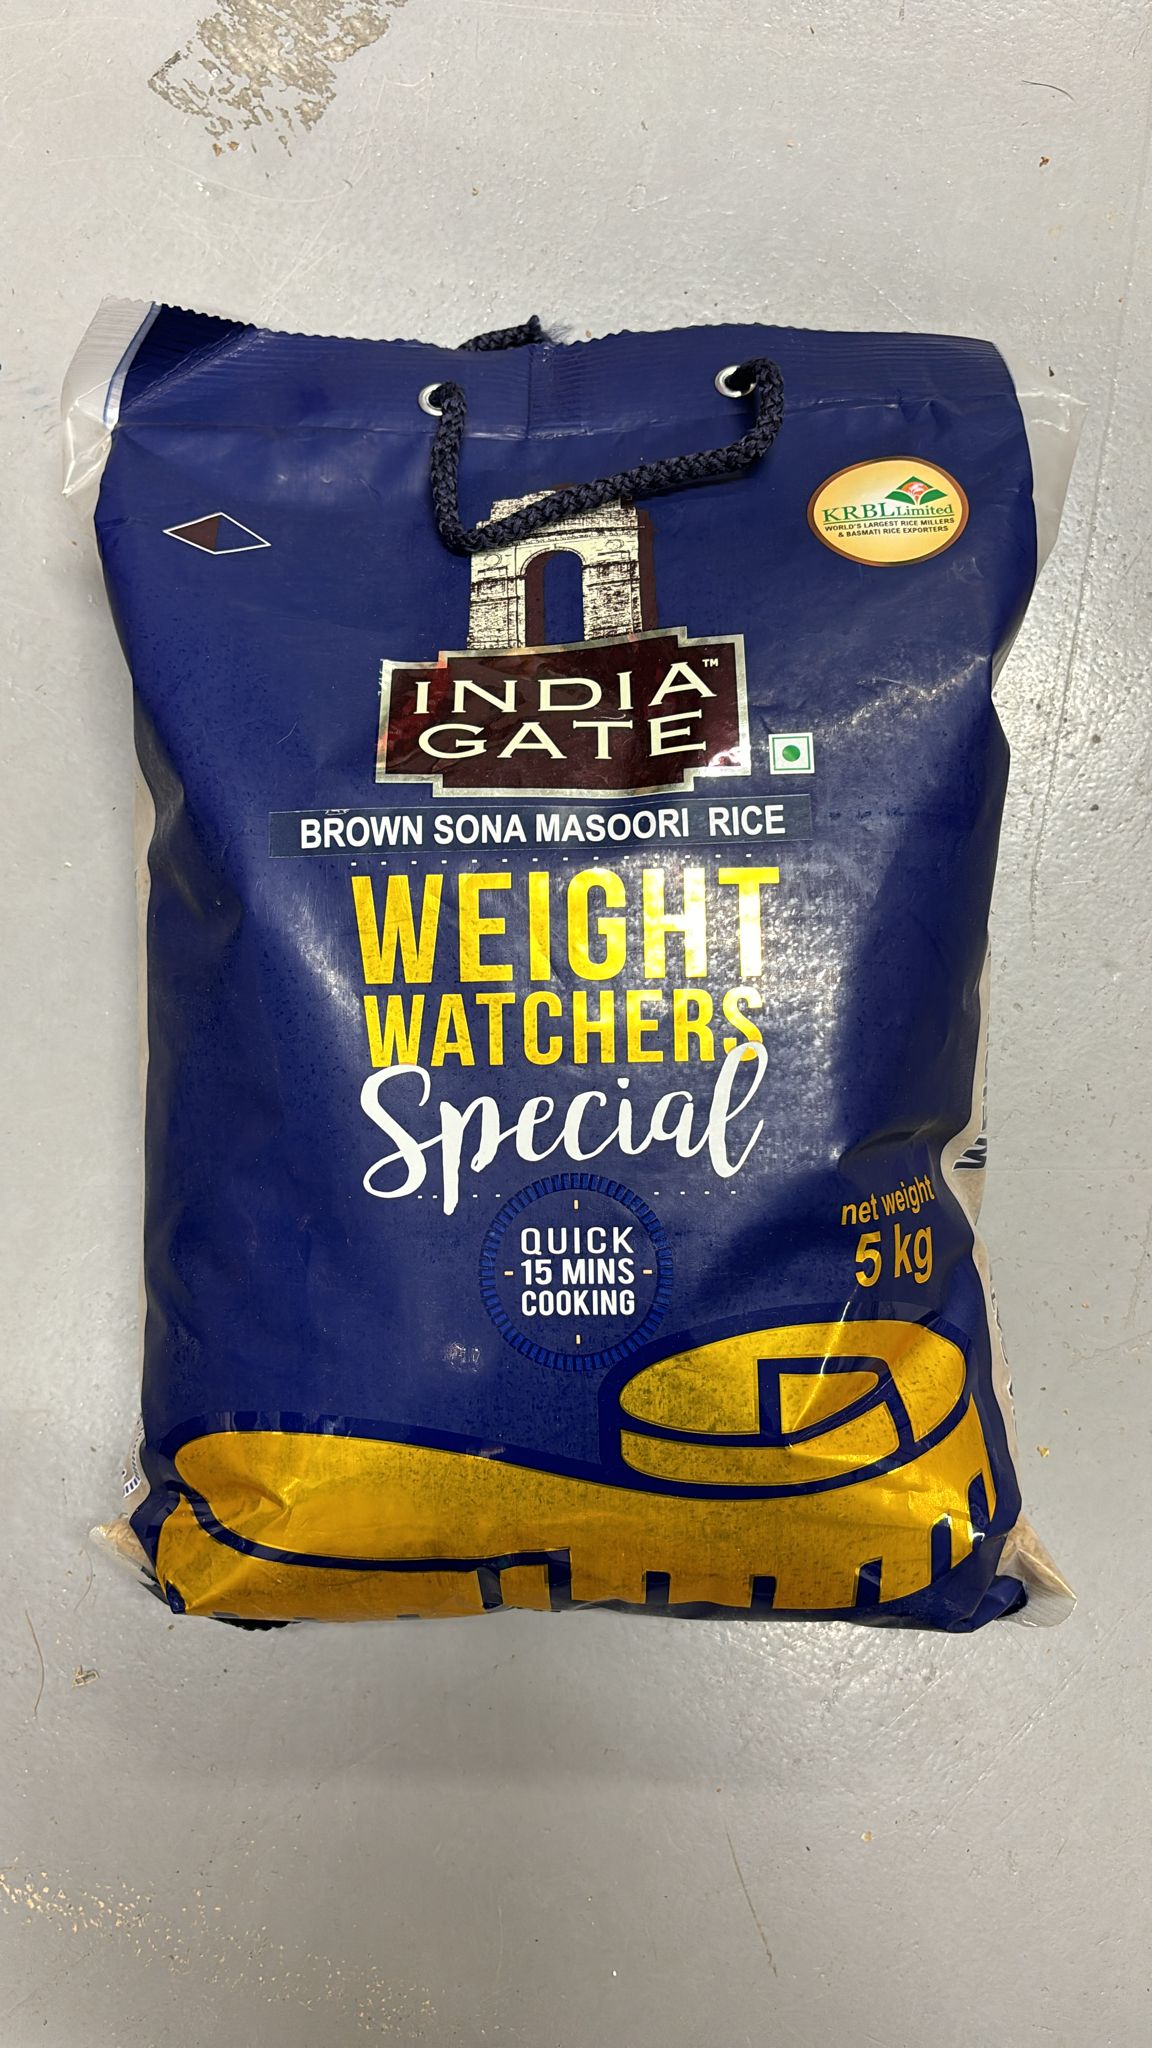 KRBL Limited
WORLD'S LARGEST RICE MILLERS
& BASMATI RICE EXPORTERS
INDIA™
GATE
BROWN SONA MASOORI RICE
WEIGHT
WATCHERS
Special
QUICK
15 MINS
COOKING
net weight
5 kg